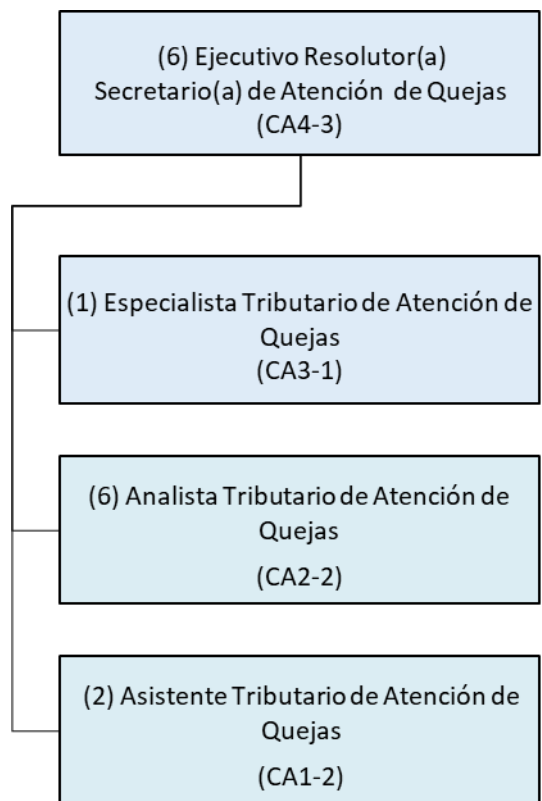 (6) Ejecutivo Resolutor(a)
Secretario(a) de Atención de Quejas
(CA4-3)
(1) Especialista Tributario de Atención de
Quejas
(CA3-1)
(6) Analista Tributario de Atención de
Quejas
(CA2-2)
(2) Asistente Tributario de Atención de
Quejas
(CA1-2)